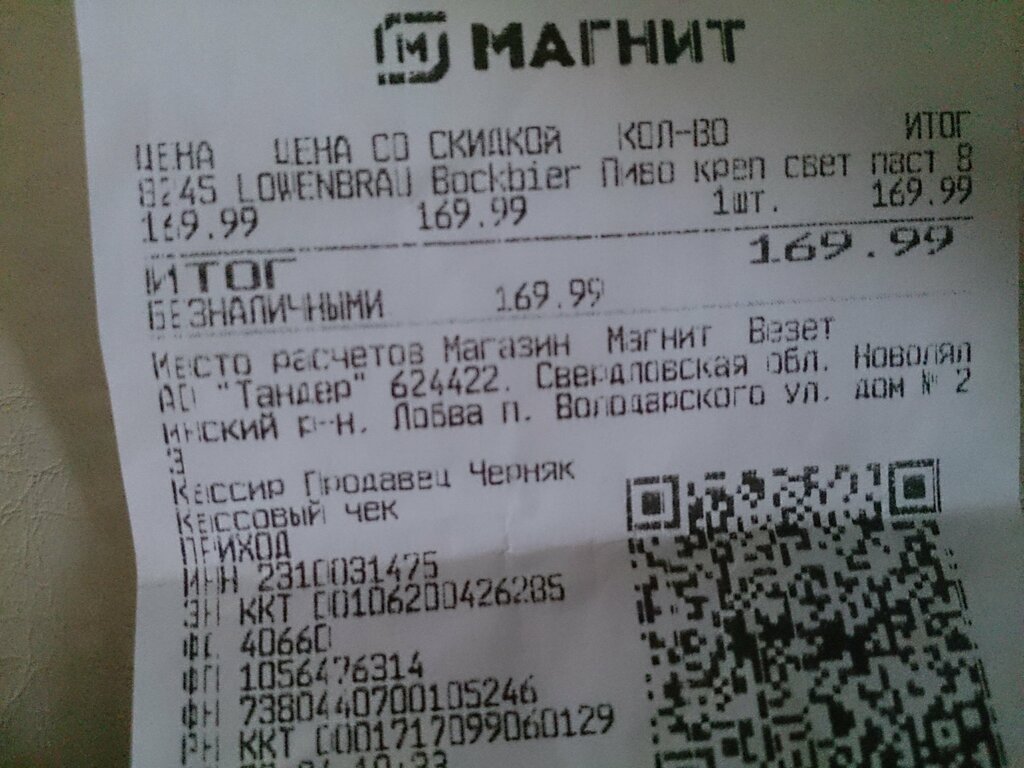 МАГНИТ
ЦЕНА ЦЕНА СО СКИДКОЙ КОЛ-ВО ИТОГ
8245 LOWENBRAU Bockbier Пиво креп свет паст 8
169.99 169.99 1шт. 169.99
ИТОГ 169.99
БЕЗНАЛИЧНЫМИ 169.99
Место расчетов Магазин Магнит Везет
АО "Тандер" 624422. Свердловская обл. Новолял
инский р-н. Лобва п. Володарского ул. дом № 2
3
Кассир Продавец Черняк
Кассовый чек
ПРИХОД
ИНН 2310031475
ЗН ККТ 00106200426285
ФД 40660
ФП 1056476314
ФН 7380440700105246
РН ККТ 0001717099060129